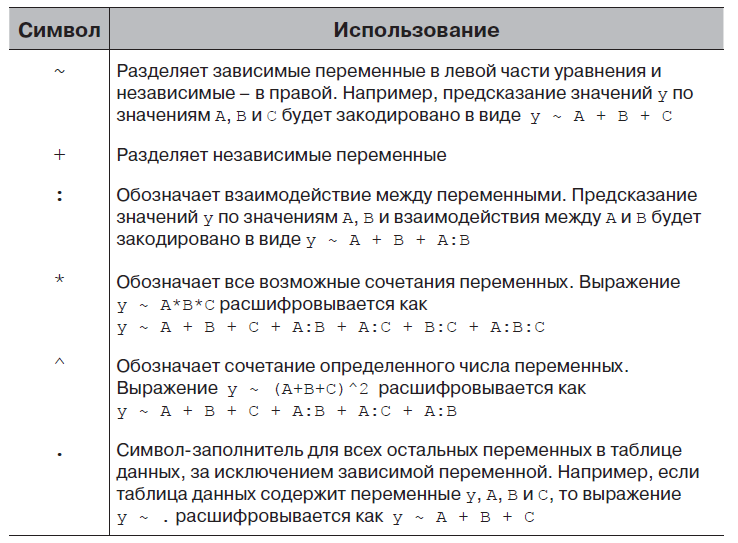 Символ Использование
~ Разделяет зависимые переменные в левой части уравнения и
независимые – в правой. Например, предсказание значений y по
значениям A, B и C будет закодировано в виде y ~ A + B + C
+ Разделяет независимые переменные
: Обозначает взаимодействие между переменными. Предсказание
значений y по значениям A, B и взаимодействия между A и B будет
закодировано в виде y ~ A + B + A:B
* Обозначает все возможные сочетания переменных. Выражение
y ~ A*B*C расшифровывается как
y ~ A + B + C + A:B + A:C + B:C + A:B:C
^ Обозначает сочетание определенного числа переменных.
Выражение y ~ (A+B+C)^2 расшифровывается как
y ~ A + B + C + A:B + A:C + A:B
. Символ-заполнитель для всех остальных переменных в таблице
данных, за исключением зависимой переменной. Например, если
таблица данных содержит переменные y, A, B и C, то выражение
y ~ . расшифровывается как y ~ A + B + C